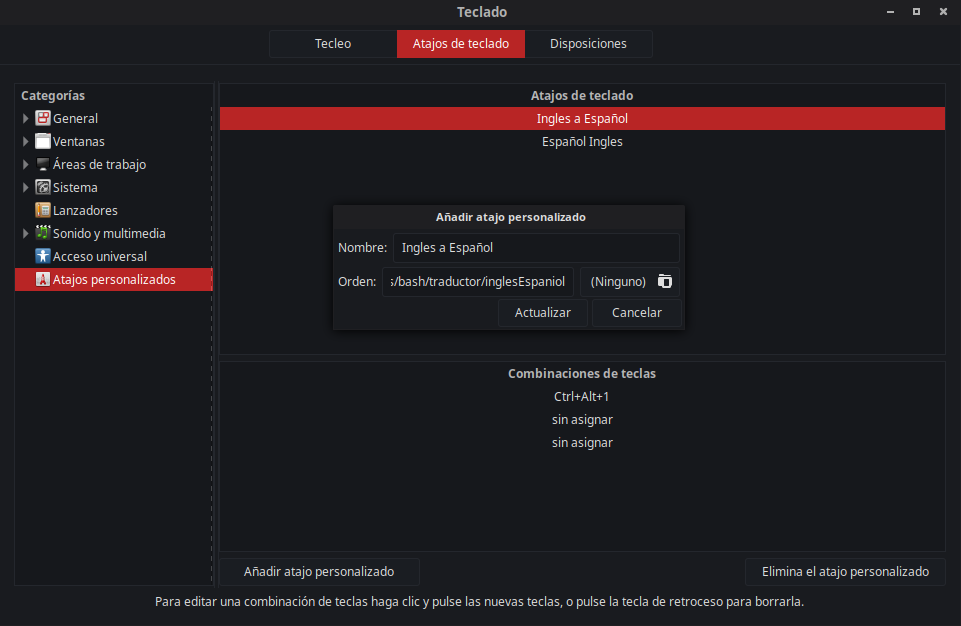 Teclado
Tecleo
Atajos de teclado
Disposiciones
Categorías
General
Ventanas
Áreas de trabajo
Sistema
Lanzadores
Sonido y multimedia
Acceso universal
Atajos personalizados
Atajos de teclado
Ingles a Español
Español Ingles
Añadir atajo personalizado
Nombre: Ingles a Español
Orden: s/bash/traductor/inglesEspaniol (Ninguno)
Actualizar Cancelar
Combinaciones de teclas
Ctrl+Alt+1
sin asignar
sin asignar
Añadir atajo personalizado
Elimina el atajo personalizado
Para editar una combinación de teclas haga clic y pulse las nuevas teclas, o pulse la tecla de retroceso para borrarla.